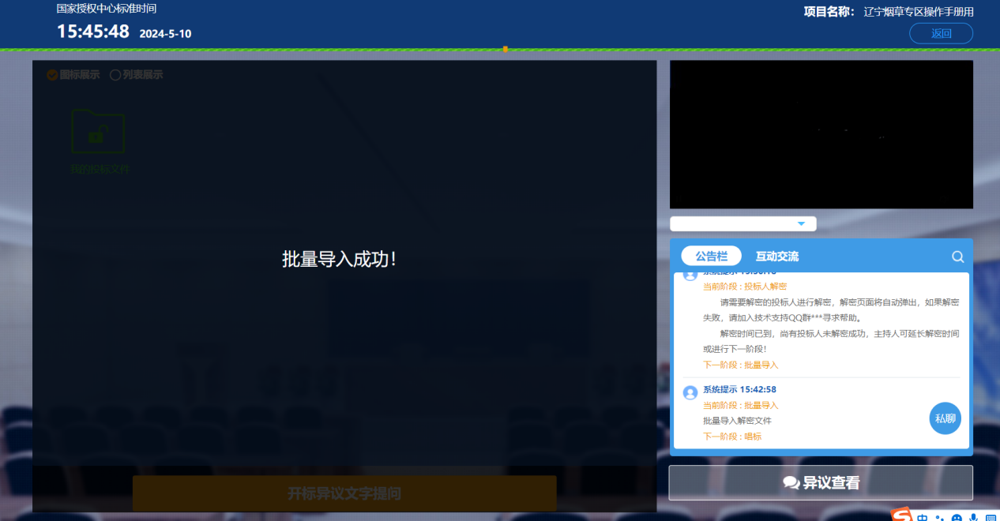 国家授权中心标准时间
15:45:48 2024-5-10
项目名称： 辽宁烟草专区操作手册用
返回
图标展示 列表展示
我的投标文件
批量导入成功！
开标异议文字提问
公告栏 互动交流
当前阶段 : 投标人解密
请需要解密的投标人进行解密，解密页面将自动弹出，如果解密
失败，请加入技术支持QQ群***寻求帮助。
解密时间已到，尚有投标人未解密成功，主持人可延长解密时间
或进行下一阶段！
下一阶段 : 批量导入
系统提示 15:42:58
当前阶段 : 批量导入
批量导入解密文件
下一阶段 : 唱标
私聊
异议查看
中